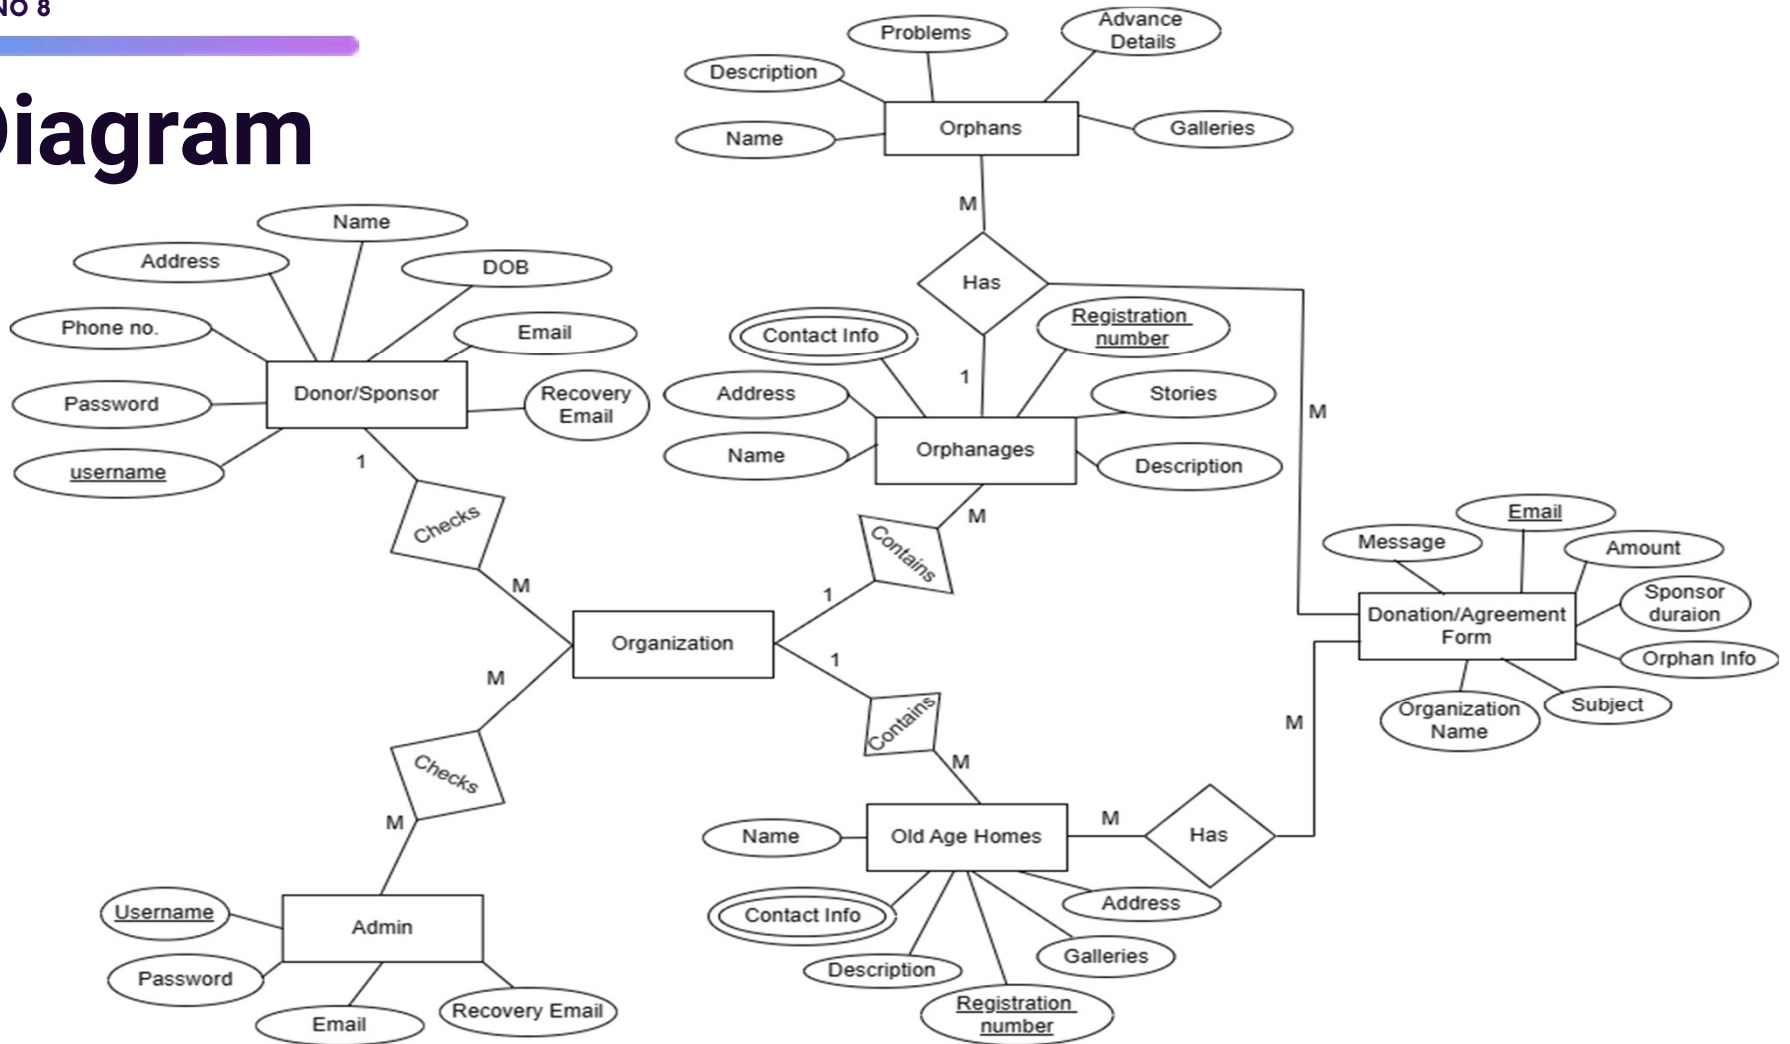 NO 8
Diagram
Problems
Advance
Details
Description
Name
Orphans
Galleries
M
Has
Name
Address
DOB
Phone no.
Email
Password
Donor/Sponsor
Recovery
Email
username
1
Checks
M
Contact Info
Registration
number
1
Address
Stories
Name
Orphanages
Description
M
M
Contains
1
Organization
1
Contains
M
Email
Message
Amount
Sponsor
duraion
Donation/Agreement
Form
Orphan Info
Organization
Name
Subject
M
M
Checks
M
Username
Admin
Password
Email
Recovery Email
Name
Old Age Homes
M
Has
Contact Info
Address
Description
Galleries
Registration
number